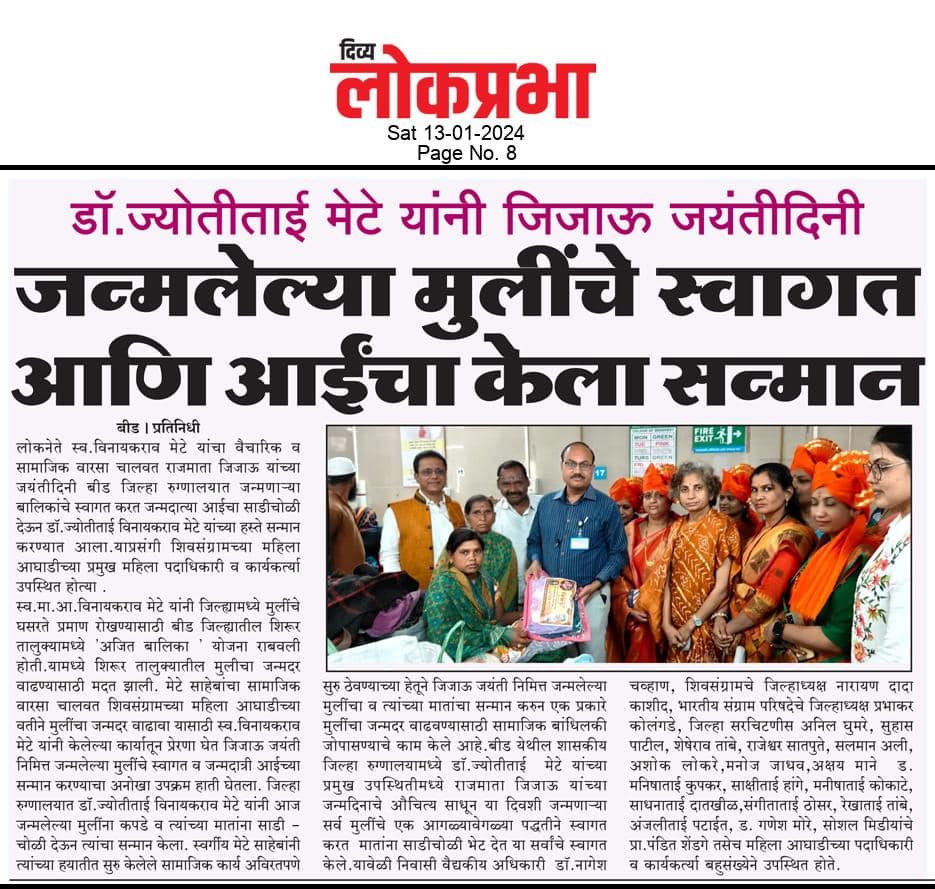 दिव्य
लोकप्रभा
Sat 13-01-2024
Page No. 8
डॉ.ज्योतीताई मेटे यांनी जिजाऊ जयंतीदिनी
जन्मलेल्या मुलींचे स्वागत
आणि आईंचा केला सन्मान
बीड । प्रतिनिधी
लोकनेते स्व.विनायकराव मेटे यांचा वैचारिक व
सामाजिक वारसा चालवत राजमाता जिजाऊ यांच्या
जयंतीदिनी बीड जिल्हा रुग्णालयात जन्मणाऱ्या
बालिकांचे स्वागत करत जन्मदात्या आईचा साडीचोळी
देऊन डॉ.ज्योतीताई विनायकराव मेटे यांच्या हस्ते सन्मान
करण्यात आला.याप्रसंगी शिवसंग्रामच्या महिला
आघाडीच्या प्रमुख महिला पदाधिकारी व कार्यकर्त्या
उपस्थित होत्या .
स्व.मा.आ.विनायकराव मेटे यांनी जिल्ह्यामध्ये मुलींचे
घसरते प्रमाण रोखण्यासाठी बीड जिल्ह्यातील शिरूर
तालुक्यामध्ये 'अजित बालिका ' योजना राबवली
होती.यामध्ये शिरूर तालुक्यातील मुलीचा जन्मदर
वाढण्यासाठी मदत झाली. मेटे साहेबांचा सामाजिक
वारसा चालवत शिवसंग्रामच्या महिला आघाडीच्या
वतीने मुलींचा जन्मदर वाढावा यासाठी स्व.विनायकराव
मेटे यांनी केलेल्या कार्यातून प्रेरणा घेत जिजाऊ जयंती
निमित्त जन्मलेल्या मुलींचे स्वागत व जन्मदात्री आईच्या
सन्मान करण्याचा अनोखा उपक्रम हाती घेतला. जिल्हा
रुग्णालयात डॉ.ज्योतीताई विनायकराव मेटे यांनी आज
जन्मलेल्या मुलींना कपडे व त्यांच्या मातांना साडी –
चोळी देऊन त्यांचा सन्मान केला. स्वर्गीय मेटे साहेबांनी
त्यांच्या हयातीत सुरु केलेले सामाजिक कार्य अविरतपणे
MON GREEN
TUE PINK
FIRE
EXIT
17
सुरु ठेवण्याच्या हेतूने जिजाऊ जयंती निमित्त जन्मलेल्या
मुलींचा व त्यांच्या मातांचा सन्मान करुन एक प्रकारे
मुलींचा जन्मदर वाढवण्यासाठी सामाजिक बांधिलकी
जोपासण्याचे काम केले आहे.बीड येथील शासकीय
जिल्हा रुग्णालयामध्ये डॉ.ज्योतीताई मेटे यांच्या
प्रमुख उपस्थितीमध्ये राजमाता जिजाऊ यांच्या
जन्मदिनाचे औचित्य साधून या दिवशी जन्मणाऱ्या
सर्व मुलींचे एक आगळ्यावेगळ्या पद्धतीने स्वागत
करत मातांना साडीचोळी भेट देत या सर्वांचे स्वागत
केले.यावेळी निवासी वैद्यकीय अधिकारी डॉ.नागेश
चव्हाण, शिवसंग्रामचे जिल्हाध्यक्ष नारायण दादा
काशीद, भारतीय संग्राम परिषदेचे जिल्हाध्यक्ष प्रभाकर
कोलंगडे, जिल्हा सरचिटणीस अनिल घुमरे, सुहास
पाटील, शेषेराव तांबे, राजेश्वर सातपुते, सलमान अली,
अशोक लोकरे,मनोज जाधव,अक्षय माने ड.
मनिषाताई कुपकर, साक्षीताई हांगे, मनीषाताई कोकाटे,
साधनाताई दातखीळ,संगीताताई ठोसर, रेखाताई तांबे,
अंजलीताई पटाईत, ड. गणेश मोरे, सोशल मिडीयांचे
प्रा.पंडित शेंडगे तसेच महिला आघाडीच्या पदाधिकारी
व कार्यकर्त्या बहुसंख्येने उपस्थित होते.